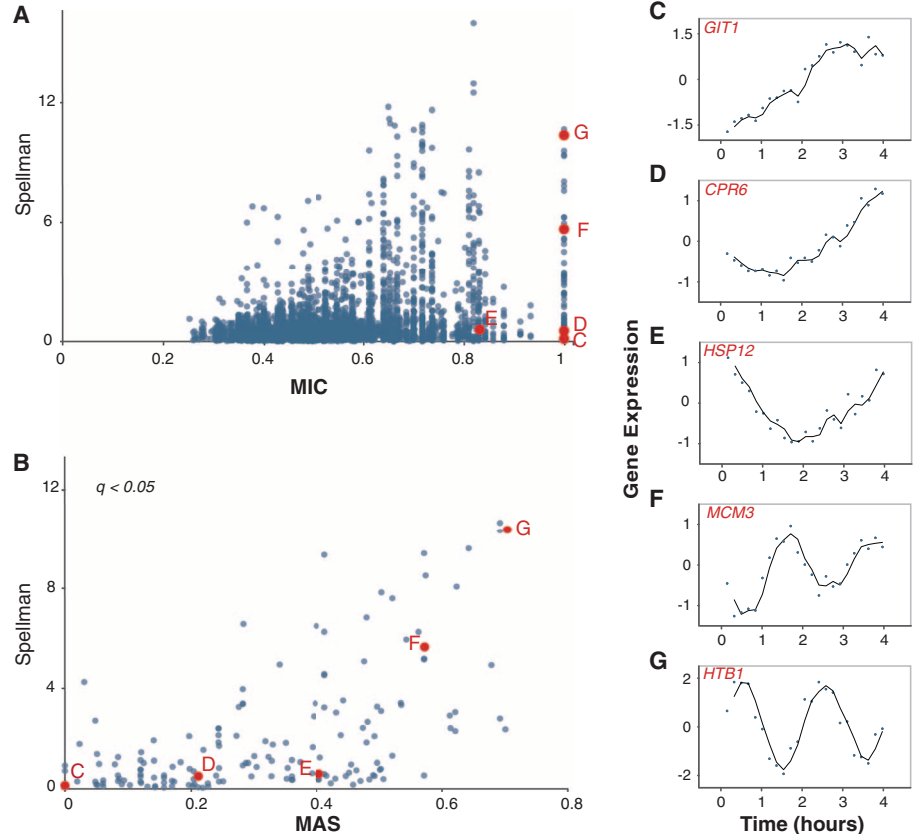 A
Spellman
12
6
0
G
F
E
D
C
0
0.2
0.4
0.6
0.8
1
MIC
B
Spellman
12
8
4
0
q < 0.05
G
F
E
D
C
0
0.2
0.4
0.6
0.8
MAS
Gene Expression
C
GIT1
1.5
0
-1.5
0
1
2
3
4
D
CPR6
1
0
-1
0
1
2
3
4
E
HSP12
1
0
-1
0
1
2
3
4
F
MCM3
1
0
-1
0
1
2
3
4
G
HTB1
2
0
-2
0
1
2
3
4
Time (hours)